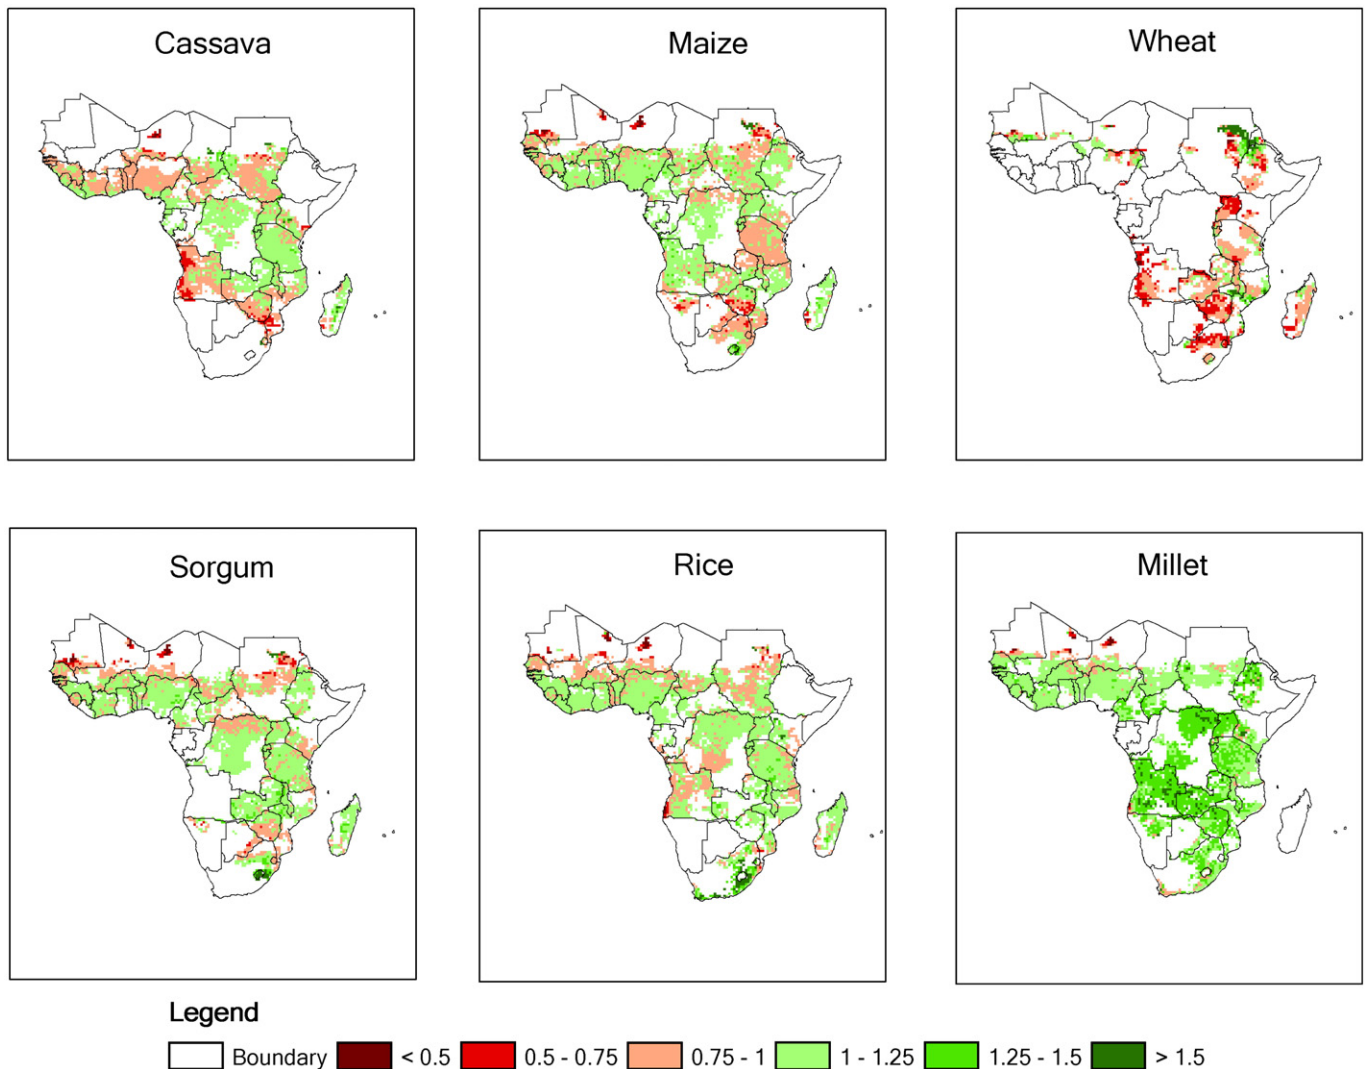 Cassava
Maize
Wheat
Sorgum
Rice
Millet
Legend
Boundary < 0.5 0.5 - 0.75 0.75 - 1 1 - 1.25 1.25 - 1.5 > 1.5